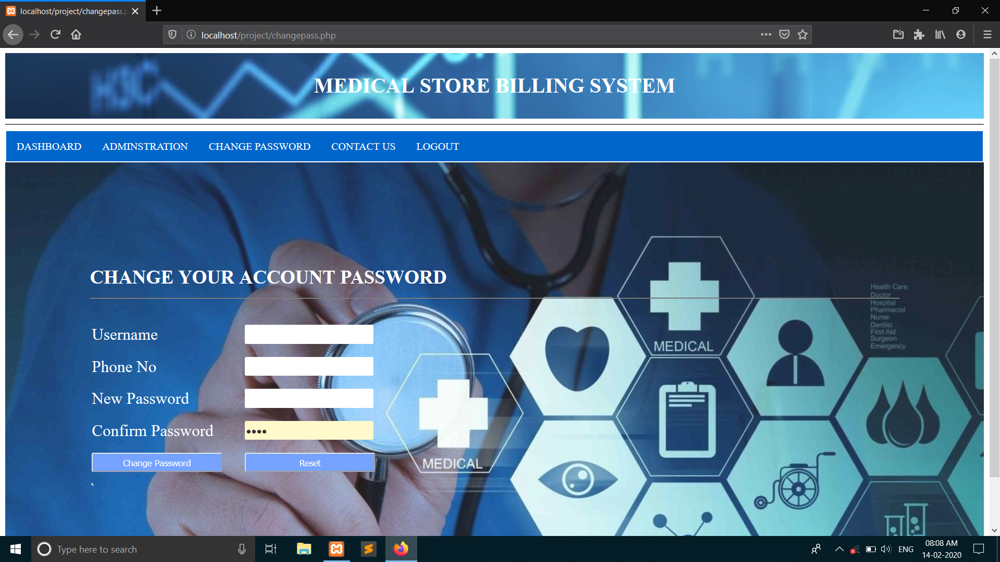 localhost/project/changepass.p
localhost/project/changepass.php
H3C
MEDICAL STORE BILLING SYSTEM
DASHBOARD ADMINSTRATION CHANGE PASSWORD CONTACT US LOGOUT
CHANGE YOUR ACCOUNT PASSWORD
Health Care
Doctor
Hospital
Pharmacist
Nurse
Dentist
First Aid
Surgeon
Emergency
MEDICAL
Username
Phone No
New Password
Confirm Password ••••
MEDICAL
Change Password Reset
`
Type here to search
ENG
08:08 AM
14-02-2020